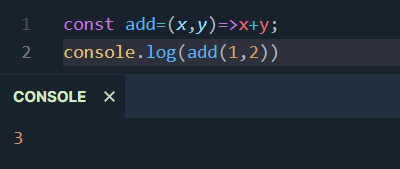 1 const add=(x,y)=>x+y;
2 console.log(add(1,2))
CONSOLE ×
3